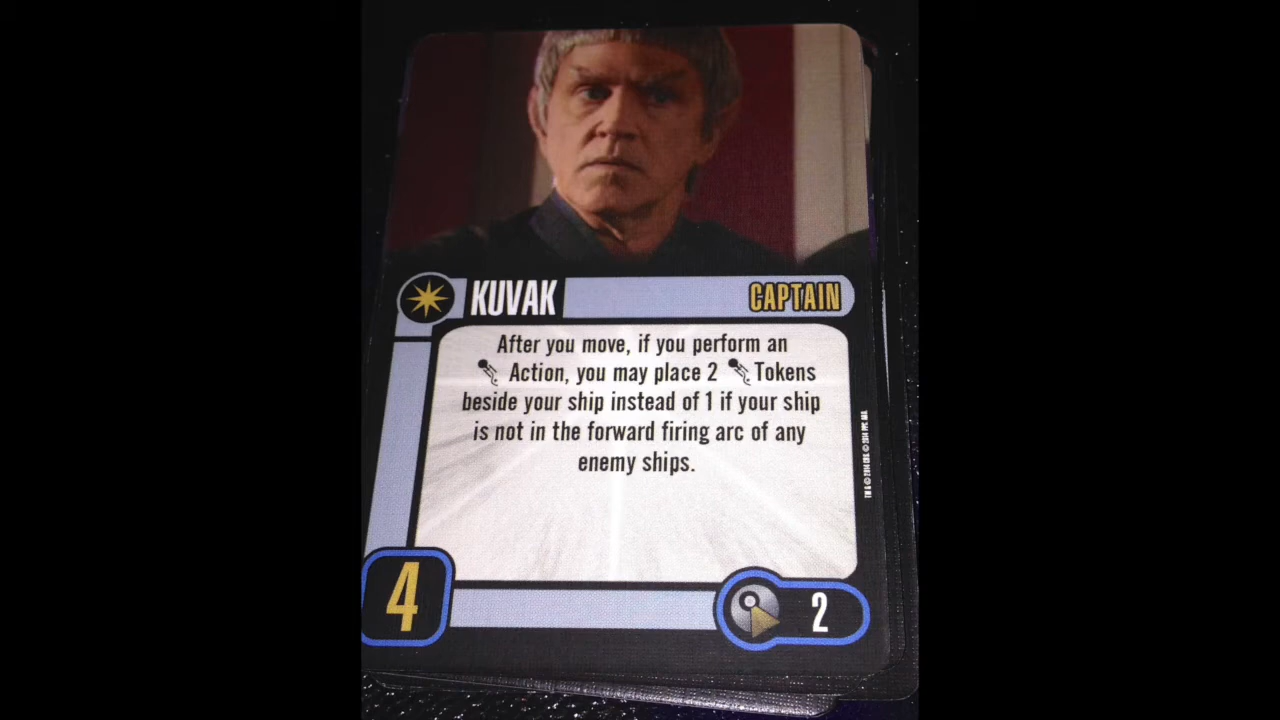 KUVAK CAPTAIN
After you move, if you perform an
Action, you may place 2 Tokens
beside your ship instead of 1 if your ship
is not in the forward firing arc of any
enemy ships.
4 2